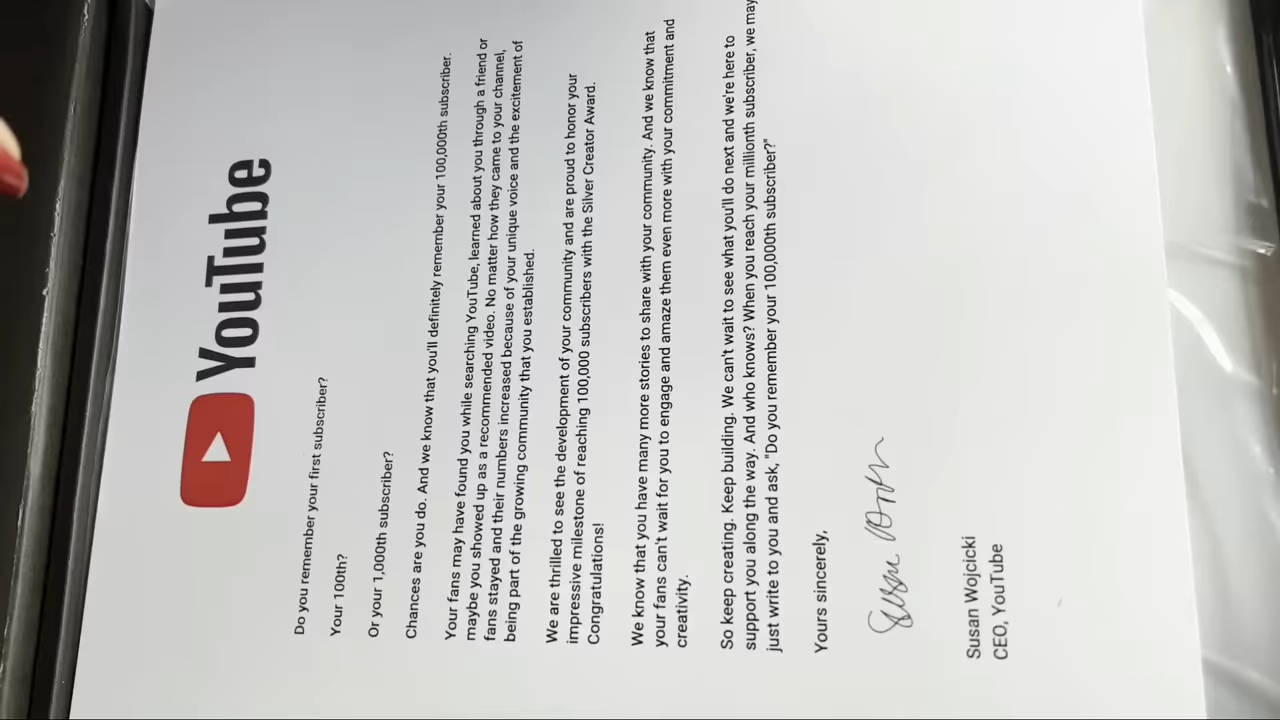 YouTube
Do you remember your first subscriber?
Your 100th?
Or your 1,000th subscriber?
Chances are you do. And we know that you'll definitely remember your 100,000th subscriber.
Your fans may have found you while searching YouTube, learned about you through a friend or
maybe you showed up as a recommended video. No matter how they came to your channel,
fans stayed and their numbers increased because of your unique voice and the excitement of
being part of the growing community that you established.
We are thrilled to see the development of your community and are proud to honor your
impressive milestone of reaching 100,000 subscribers with the Silver Creator Award.
Congratulations!
We know that you have many more stories to share with your community. And we know that
your fans can't wait for you to engage and amaze them even more with your commitment and
creativity.
So keep creating. Keep building. We can't wait to see what you'll do next and we're here to
support you along the way. And who knows? When you reach your millionth subscriber, we may
just write to you and ask, "Do you remember your 100,000th subscriber?"
Yours sincerely,
Susan Wojcicki
CEO, YouTube